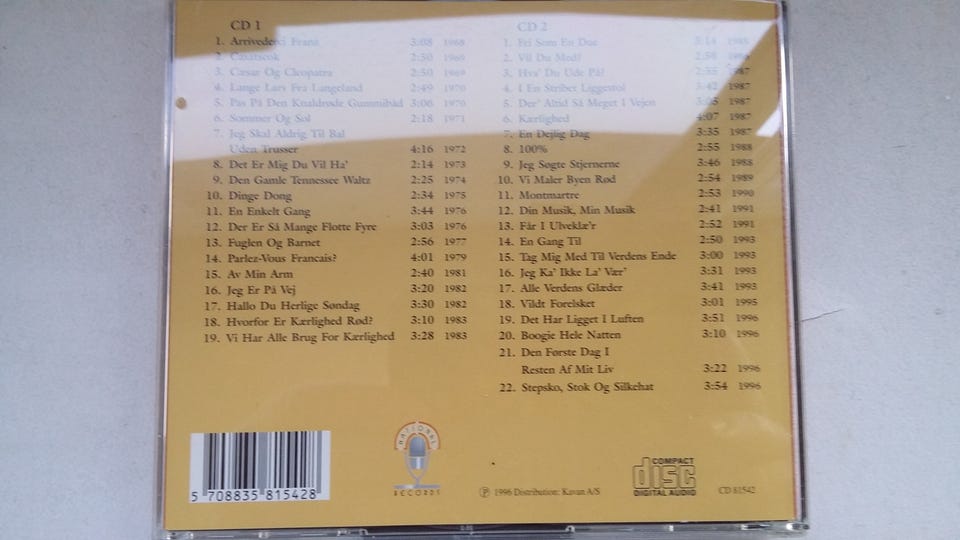 CD 1
1. Arrivederci Franz 3:08 1968
2. Casatscok 2:50 1969
3. Cæsar Og Cleopatra 2:50 1969
4. Lange Lars Fra Langeland 2:49 1970
5. Pas På Den Knaldrøde Gummibåd 3:06 1970
6. Sommer Og Sol 2:18 1971
7. Jeg Skal Aldrig Til Bal
Uden Trusser 4:16 1972
8. Det Er Mig Du Vil Ha' 2:14 1973
9. Den Gamle Tennessee Waltz 2:25 1974
10. Dinge Dong 2:34 1975
11. En Enkelt Gang 3:44 1976
12. Der Er Så Mange Flotte Fyre 3:03 1976
13. Fuglen Og Barnet 2:56 1977
14. Parlez-Vous Francais? 4:01 1979
15. Av Min Arm 2:40 1981
16. Jeg Er På Vej 3:20 1982
17. Hallo Du Herlige Søndag 3:30 1982
18. Hvorfor Er Kærlighed Rød? 3:10 1983
19. Vi Har Alle Brug For Kærlighed 3:28 1983
CD 2
1. Fri Som En Due 3:14
2. Vil Du Med? 2:58
3. Hva' Du Ude På? 2:55 1987
4. I En Stribet Liggestol 3:42 1987
5. Der' Altid Så Meget I Vejen 3:05 1987
6. Kærlighed 4:07 1987
7. En Dejlig Dag 3:35 1987
8. 100% 2:55 1988
9. Jeg Søgte Stjernerne 3:46 1988
10. Vi Maler Byen Rød 2:54 1989
11. Montmartre 2:53 1990
12. Din Musik, Min Musik 2:41 1991
13. Får I Ulveklæ'r 2:52 1991
14. En Gang Til 2:50 1993
15. Tag Mig Med Til Verdens Ende 3:00 1993
16. Jeg Ka' Ikke La' Vær' 3:31 1993
17. Alle Verdens Glæder 3:41 1993
18. Vildt Forelsket 3:01 1995
19. Det Har Ligget I Luften 3:51 1996
20. Boogie Hele Natten 3:10 1996
21. Den Første Dag I
Resten Af Mit Liv 3:22 1996
22. Stepsko, Stok Og Silkehat 3:54 1996
5 708835 815428
NATIONAL
RECORDS
℗ 1996 Distribution: Kavan A/S
COMPACT
disc
DIGITAL AUDIO
CD 81542